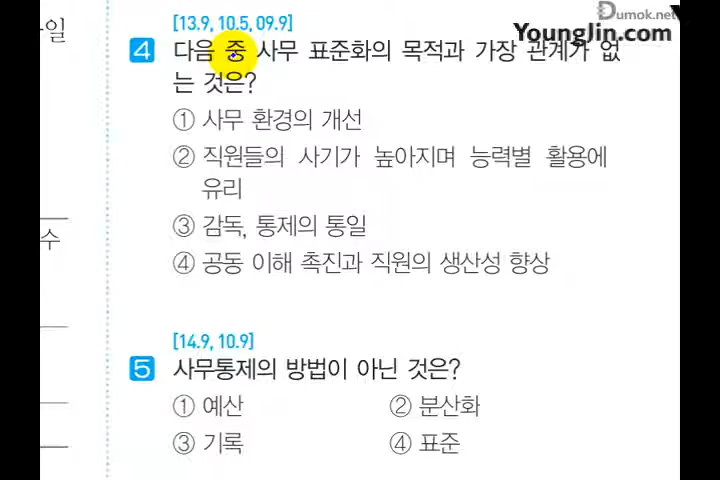 Dumok.net
YoungJin.com Y
사일
[13.9, 10.5, 09.9]
4 다음 중 사무 표준화의 목적과 가장 관계가 없
는 것은?
① 사무 환경의 개선
② 직원들의 사기가 높아지며 능력별 활용에
유리
③ 감독, 통제의 통일
④ 공동 이해 촉진과 직원의 생산성 향상
수
[14.9, 10.9]
5 사무통제의 방법이 아닌 것은?
① 예산 ② 분산화
③ 기록 ④ 표준